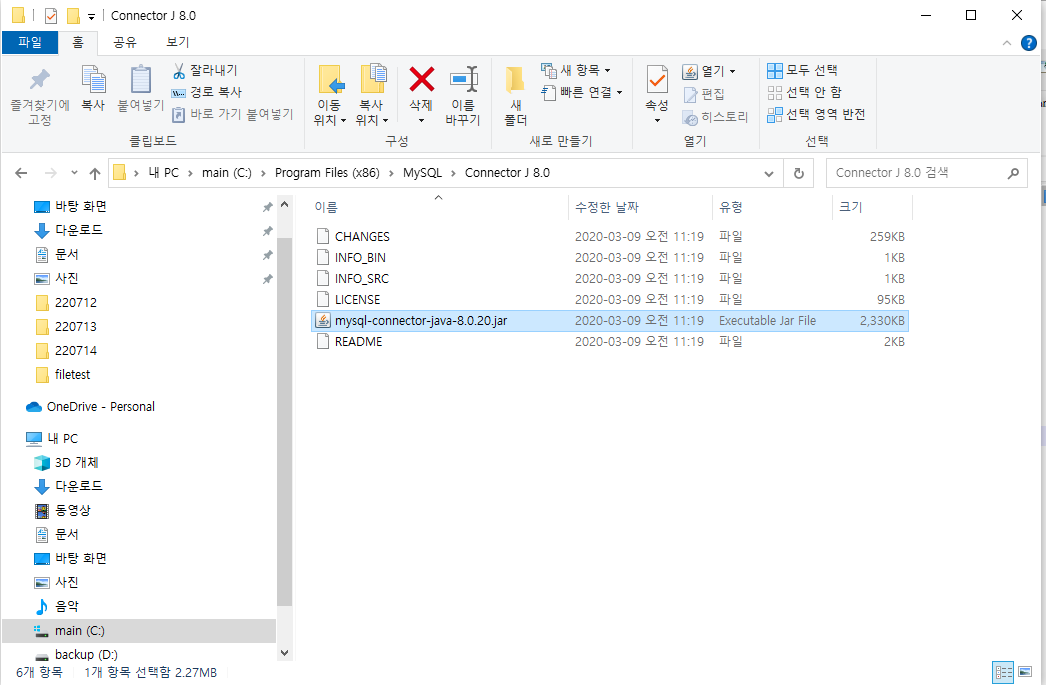 Connector J 8.0
파일 홈 공유 보기
즐겨찾기에 고정
복사
붙여넣기
잘라내기
경로 복사
바로 가기 붙여넣기
클립보드
이동 위치
복사 위치
삭제
이름 바꾸기
구성
새 폴더
새 항목
빠른 연결
새로 만들기
속성
열기
편집
히스토리
열기
모두 선택
선택 안 함
선택 영역 반전
선택
내 PC > main (C:) > Program Files (x86) > MySQL > Connector J 8.0
Connector J 8.0 검색
바탕 화면
다운로드
문서
사진
220712
220713
220714
filetest
OneDrive - Personal
내 PC
3D 개체
다운로드
동영상
문서
바탕 화면
사진
음악
main (C:)
backup (D:)
이름 수정한 날짜 유형 크기
CHANGES 2020-03-09 오전 11:19 파일 259KB
INFO_BIN 2020-03-09 오전 11:19 파일 1KB
INFO_SRC 2020-03-09 오전 11:19 파일 1KB
LICENSE 2020-03-09 오전 11:19 파일 95KB
mysql-connector-java-8.0.20.jar 2020-03-09 오전 11:19 Executable Jar File 2,330KB
README 2020-03-09 오전 11:19 파일 2KB
6개 항목 1개 항목 선택함 2.27MB